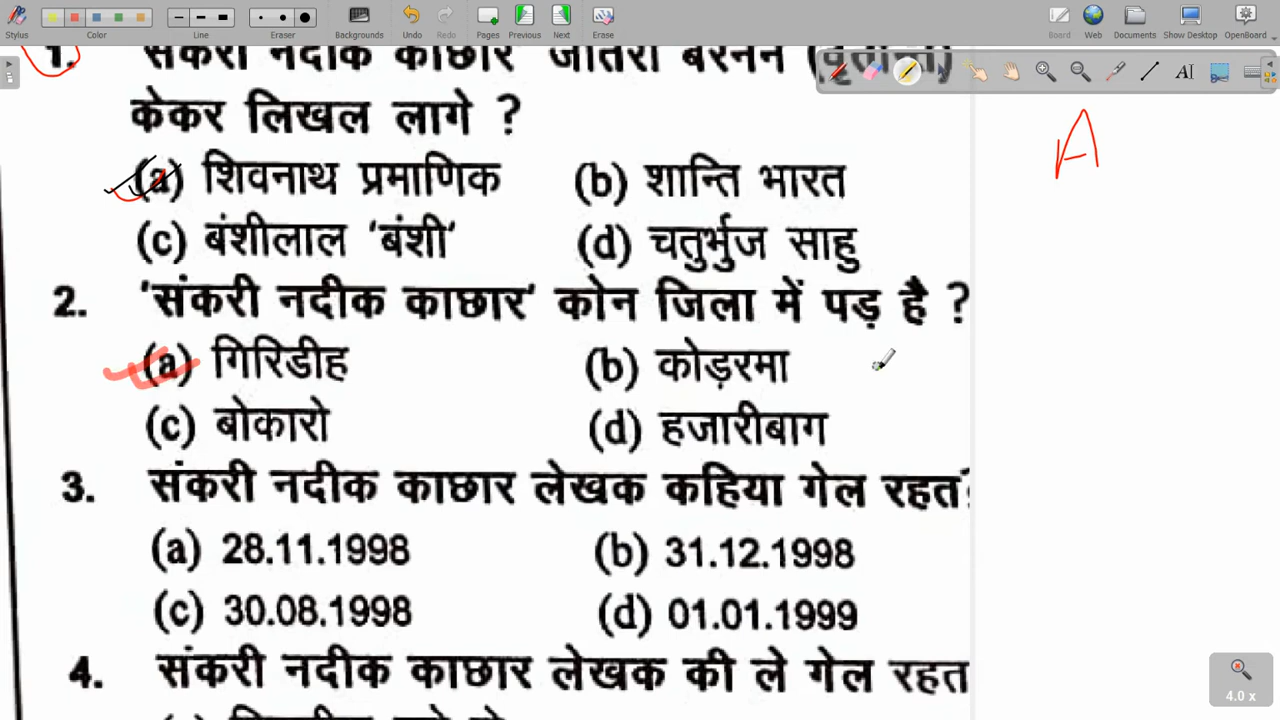 Stylus Color Line Eraser Backgrounds Undo Redo Pages Previous Next Erase Board Web Documents Show Desktop OpenBoard
1. संकरी नदीक काछार' जातरा बरनन (वृतांत)
केकर लिखल लागे ?
A
(a) शिवनाथ प्रमाणिक (b) शान्ति भारत
(c) बंशीलाल 'बंशी' (d) चतुर्भुज साहु
2. 'संकरी नदीक काछार' कोन जिला में पड़ है ?
(a) गिरिडीह (b) कोड़रमा
(c) बोकारो (d) हजारीबाग
3. संकरी नदीक काछार लेखक कहिया गेल रहत?
(a) 28.11.1998 (b) 31.12.1998
(c) 30.08.1998 (d) 01.01.1999
4. संकरी नदीक काछार लेखक की ले गेल रहत
4.0 x